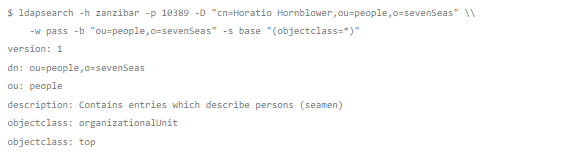 $ ldapsearch -h zanzibar -p 10389 -D "cn=Horatio Hornblower,ou=people,o=sevenSeas" \\
-w pass -b "ou=people,o=sevenSeas" -s base "(objectclass=*)"
version: 1
dn: ou=people,o=sevenSeas
ou: people
description: Contains entries which describe persons (seamen)
objectclass: organizationalUnit
objectclass: top